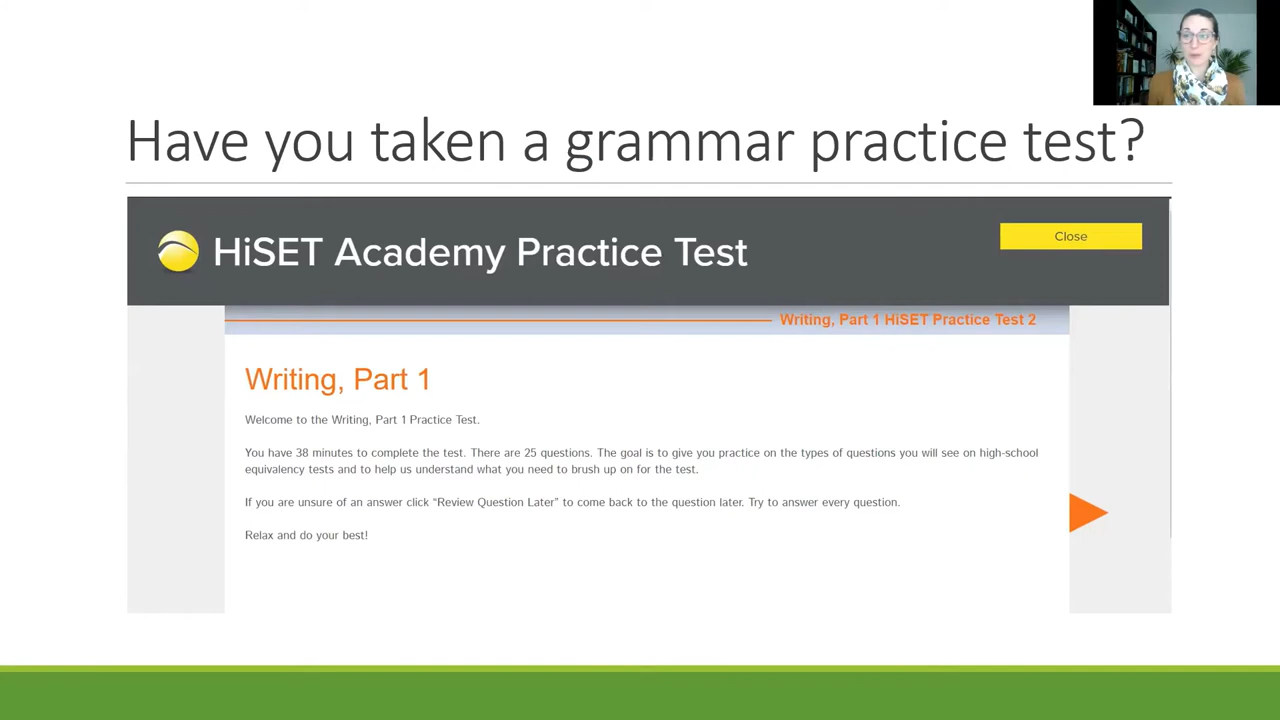 Have you taken a grammar practice test?
HiSET Academy Practice Test
Close
Writing, Part 1 HiSET Practice Test 2
Writing, Part 1
Welcome to the Writing, Part 1 Practice Test.
You have 38 minutes to complete the test. There are 25 questions. The goal is to give you practice on the types of questions you will see on high-school
equivalency tests and to help us understand what you need to brush up on for the test.
If you are unsure of an answer click “Review Question Later” to come back to the question later. Try to answer every question.
Relax and do your best!